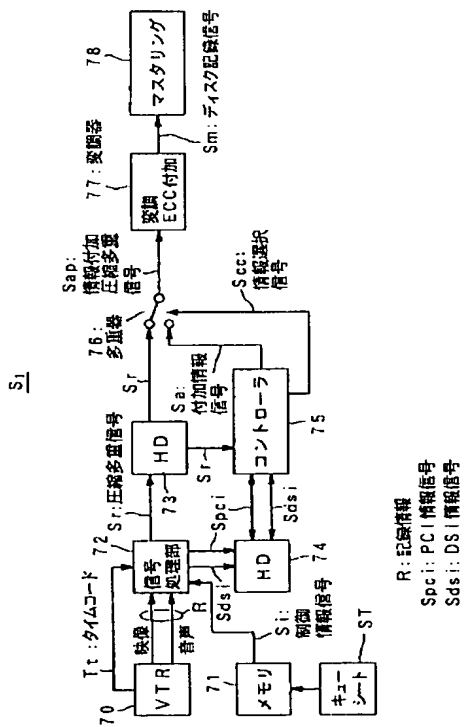 S1
Tt:タイムコード
70
VTR
映像
音声
R
72
信号
処理部
Sr:圧縮多重信号
HD
73
Sr
Sr
76:
多重器
Sap:
情報付加
圧縮多重
信号
77:変調器
変調
ECC付加
Sm:ディスク記録信号
78
マスタリング
Sa:
付加情報
信号
Scc:
情報選択
信号
コントローラ
75
Spci
Sdsi
Spci
Sdsi
HD
74
Si:
制御
情報信号
71
メモリ
キュー
シート
ST
R:記録情報
Spci:PCI情報信号
Sdsi:DSI情報信号